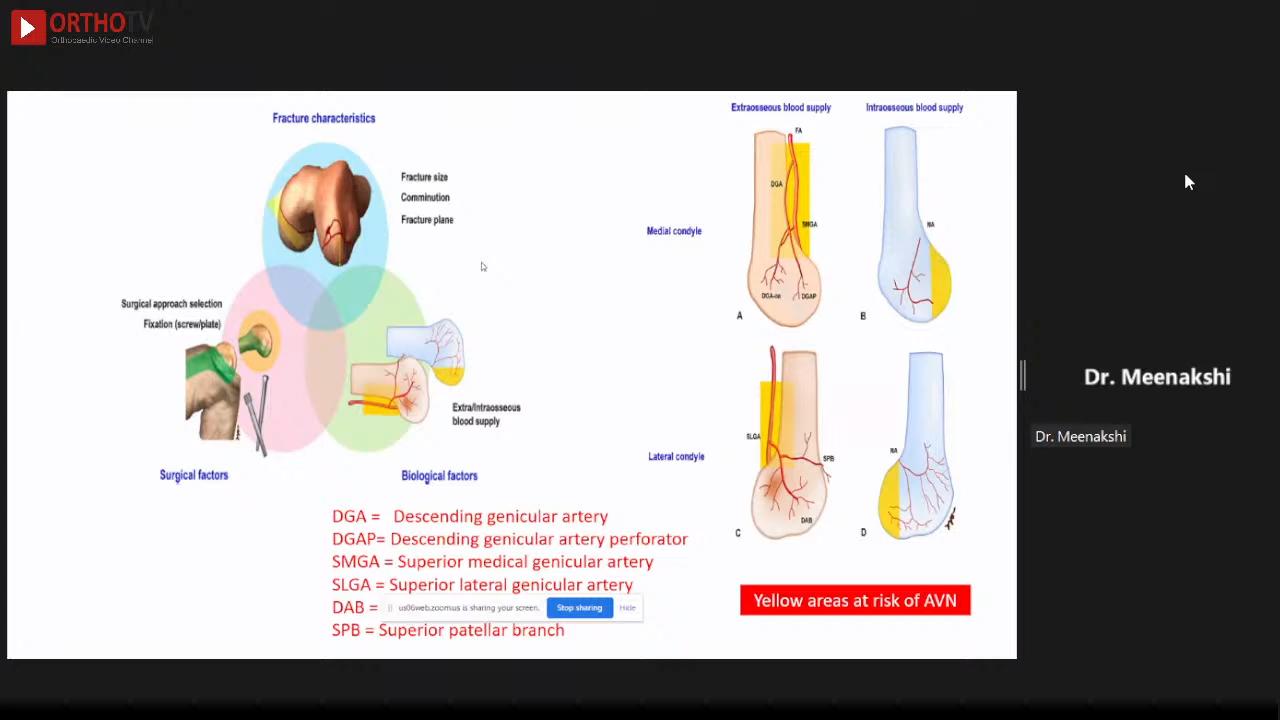 ORTHOTV
Orthopaedic Video Channel
Fracture characteristics
Fracture size
Comminution
Fracture plane
Surgical approach selection
Fixation (screw/plate)
Extra/Intraosseous
blood supply
Surgical factors
Biological factors
Extraosseous blood supply
Intraosseous blood supply
FA
DGA
SMGA
NA
Medial condyle
DGAP
A
B
SLGA
SPB
NA
Lateral condyle
DAB
C
D
DGA = Descending genicular artery
DGAP= Descending genicular artery perforator
SMGA = Superior medical genicular artery
SLGA = Superior lateral genicular artery
DAB =
us06web.zoom.us is sharing your screen.
Stop sharing
Hide
SPB = Superior patellar branch
Yellow areas at risk of AVN
Dr. Meenakshi
Dr. Meenakshi